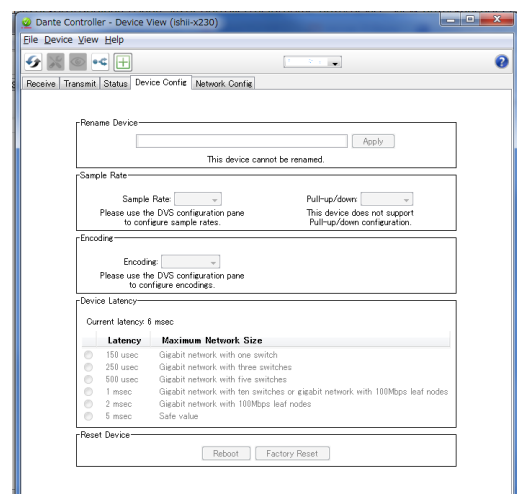 Dante Controller - Device View (ishii-x230)
File Device View Help
Receive Transmit Status Device Config Network Config
Rename Device
Apply
This device cannot be renamed.
Sample Rate
Sample Rate: Pull-up/down:
Please use the DVS configuration pane This device does not support
to configure sample rates. Pull-up/down configuration.
Encoding
Encoding:
Please use the DVS configuration pane
to configure encodings.
Device Latency
Current latency: 6 msec
Latency Maximum Network Size
150 usec Gigabit network with one switch
250 usec Gigabit network with three switches
500 usec Gigabit network with five switches
1 msec Gigabit network with ten switches or gigabit network with 100Mbps leaf nodes
2 msec Gigabit network with 100Mbps leaf nodes
5 msec Safe value
Reset Device
Reboot Factory Reset